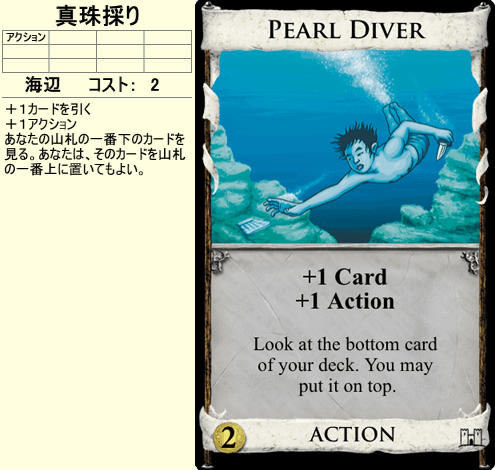 真珠採り
アクション
海辺 コスト： 2
＋１カードを引く
＋１アクション
あなたの山札の一番下のカードを
見る。あなたは、そのカードを山札
の一番上に置いてもよい。
PEARL DIVER
+1 Card
+1 Action
Look at the bottom card
of your deck. You may
put it on top.
2
ACTION